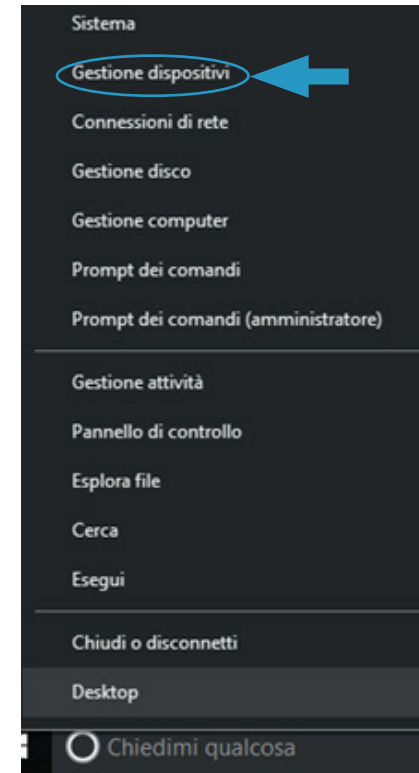 Sistema
Gestione dispositivi
Connessioni di rete
Gestione disco
Gestione computer
Prompt dei comandi
Prompt dei comandi (amministratore)
Gestione attività
Pannello di controllo
Esplora file
Cerca
Esegui
Chiudi o disconnetti
Desktop
Chiedimi qualcosa